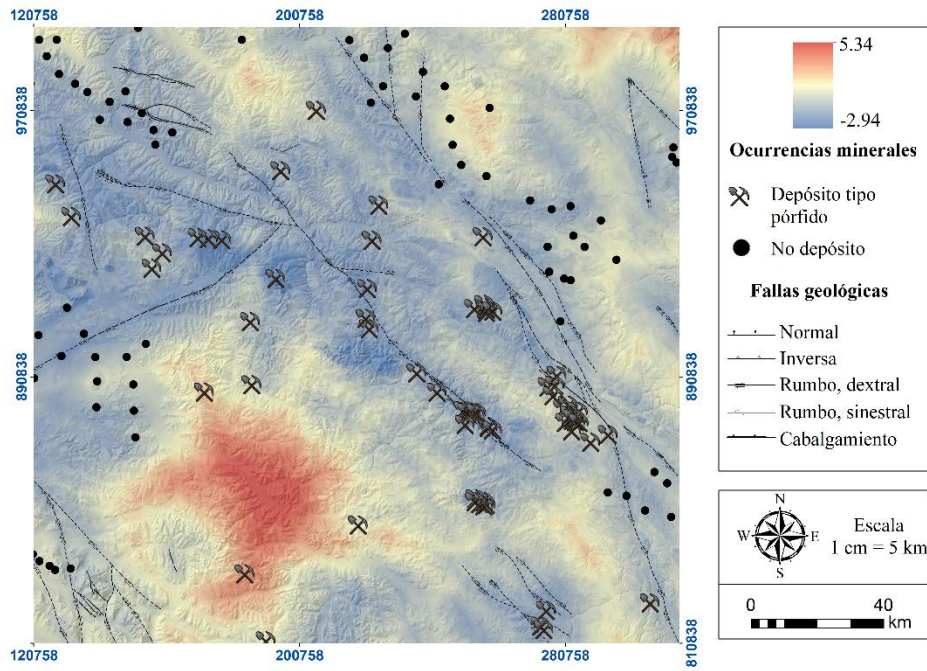 120758
200758
280758
970838
970838
890838
890838
810838
120758
200758
280758
5.34
-2.94
Ocurrencias minerales
Depósito tipo
pórfido
No depósito
Fallas geológicas
Normal
Inversa
Rumbo, dextral
Rumbo, sinestral
Cabalgamiento
N
W
E
S
Escala
1 cm = 5 km
0
40
km